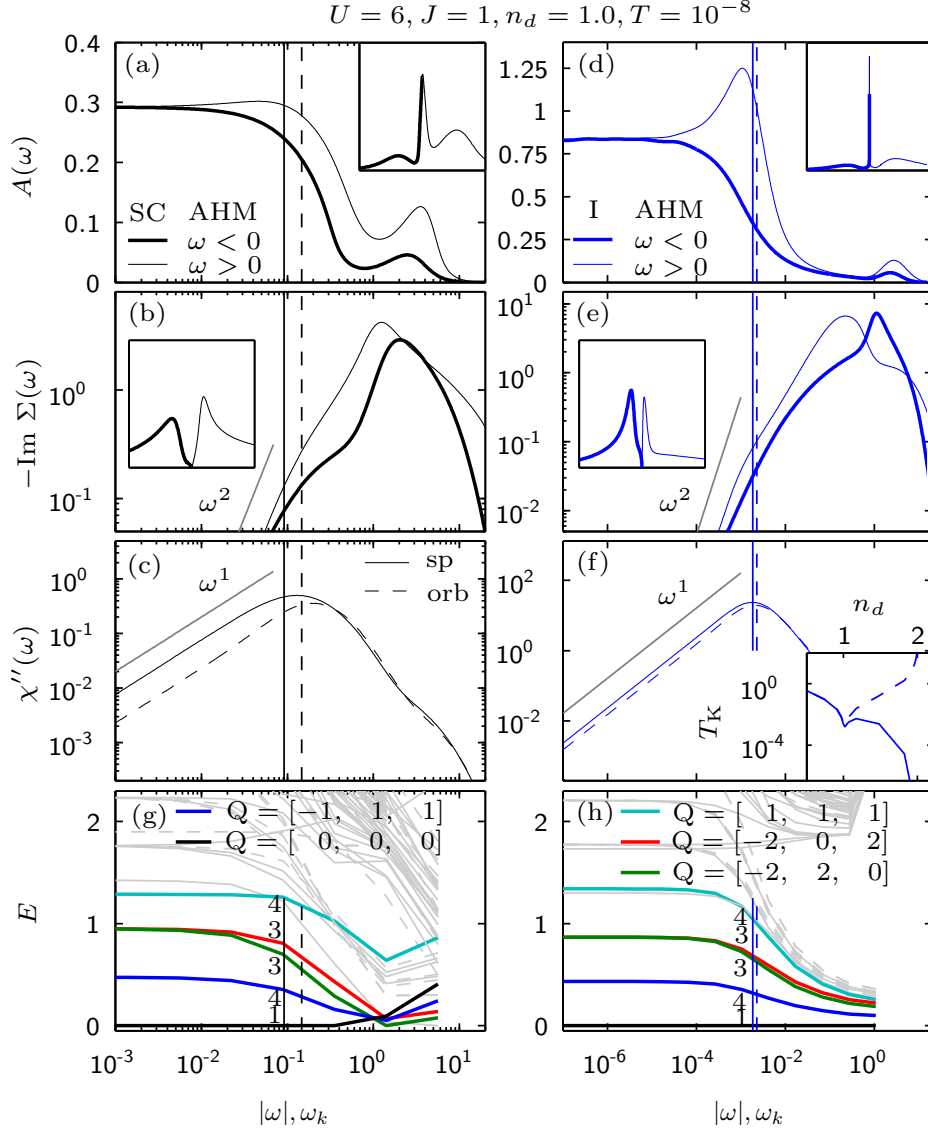 U = 6, J = 1, n_d = 1.0, T = 10^{-8}
(a)
A(ω)
0.4
0.3
0.2
0.1
0
SC AHM
ω < 0
ω > 0
(d)
1.25
1
0.75
0.5
0.25
0
I AHM
ω < 0
ω > 0
(b)
−Im Σ(ω)
10^0
10^{-1}
ω^2
(e)
10^1
10^0
10^{-1}
10^{-2}
ω^2
(c)
χ''(ω)
10^0
10^{-1}
10^{-2}
10^{-3}
ω^1
sp
orb
(f)
10^2
10^0
10^{-2}
ω^1
n_d
1 2
T_K
10^0
10^{-4}
(g)
E
2
1
0
Q = [−1, 1, 1]
Q = [ 0, 0, 0]
4
3
3
4
1
10^{-3} 10^{-2} 10^{-1} 10^0 10^1
|ω|, ω_k
(h)
2
1
0
Q = [ 1, 1, 1]
Q = [−2, 0, 2]
Q = [−2, 2, 0]
4
3
3
4
1
10^{-6} 10^{-4} 10^{-2} 10^0
|ω|, ω_k